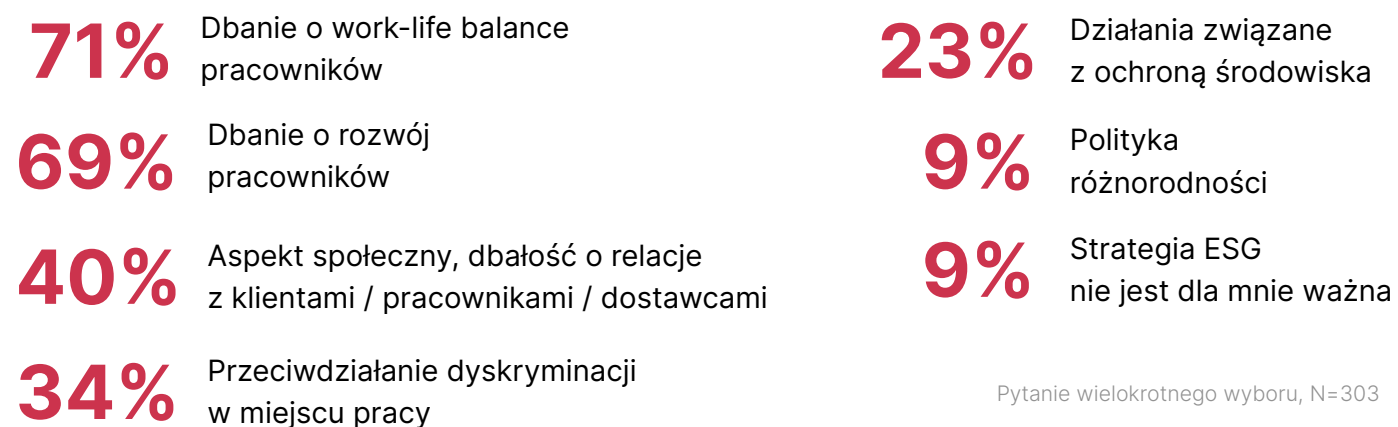 71%
Dbanie o work-life balance
pracowników
69%
Dbanie o rozwój
pracowników
40%
Aspekt społeczny, dbałość o relacje
z klientami / pracownikami / dostawcami
34%
Przeciwdziałanie dyskryminacji
w miejscu pracy
23%
Działania związane
z ochroną środowiska
9%
Polityka
różnorodności
9%
Strategia ESG
nie jest dla mnie ważna
Pytanie wielokrotnego wyboru, N=303